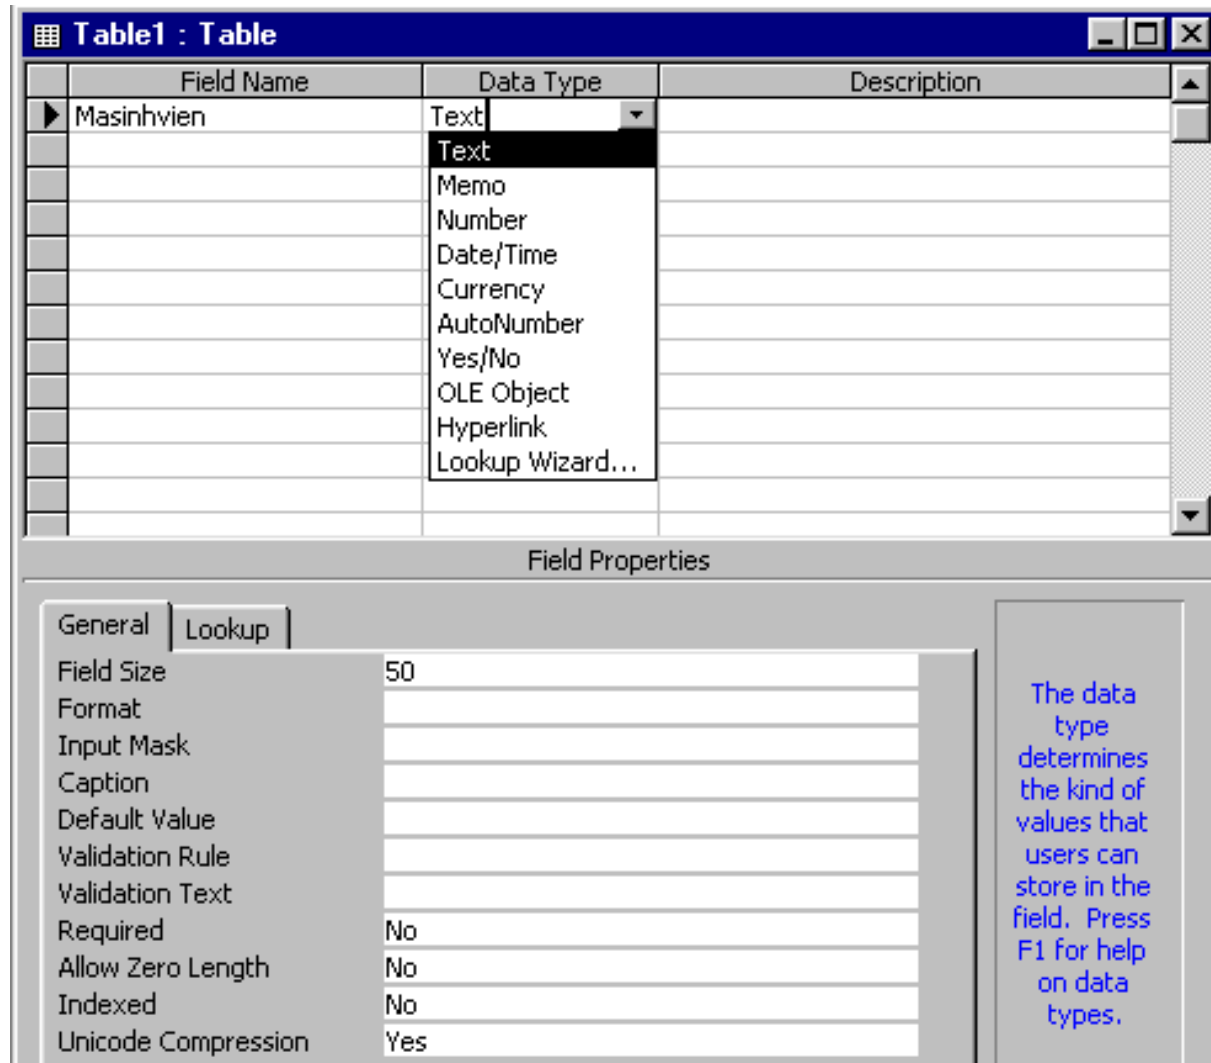 Table1 : Table
Field Name Data Type Description
Masinhvien Text
Text
Memo
Number
Date/Time
Currency
AutoNumber
Yes/No
OLE Object
Hyperlink
Lookup Wizard...
Field Properties
General Lookup
Field Size 50
Format
Input Mask
Caption
Default Value
Validation Rule
Validation Text
Required No
Allow Zero Length No
Indexed No
Unicode Compression Yes
The data
type
determines
the kind of
values that
users can
store in the
field. Press
F1 for help
on data
types.